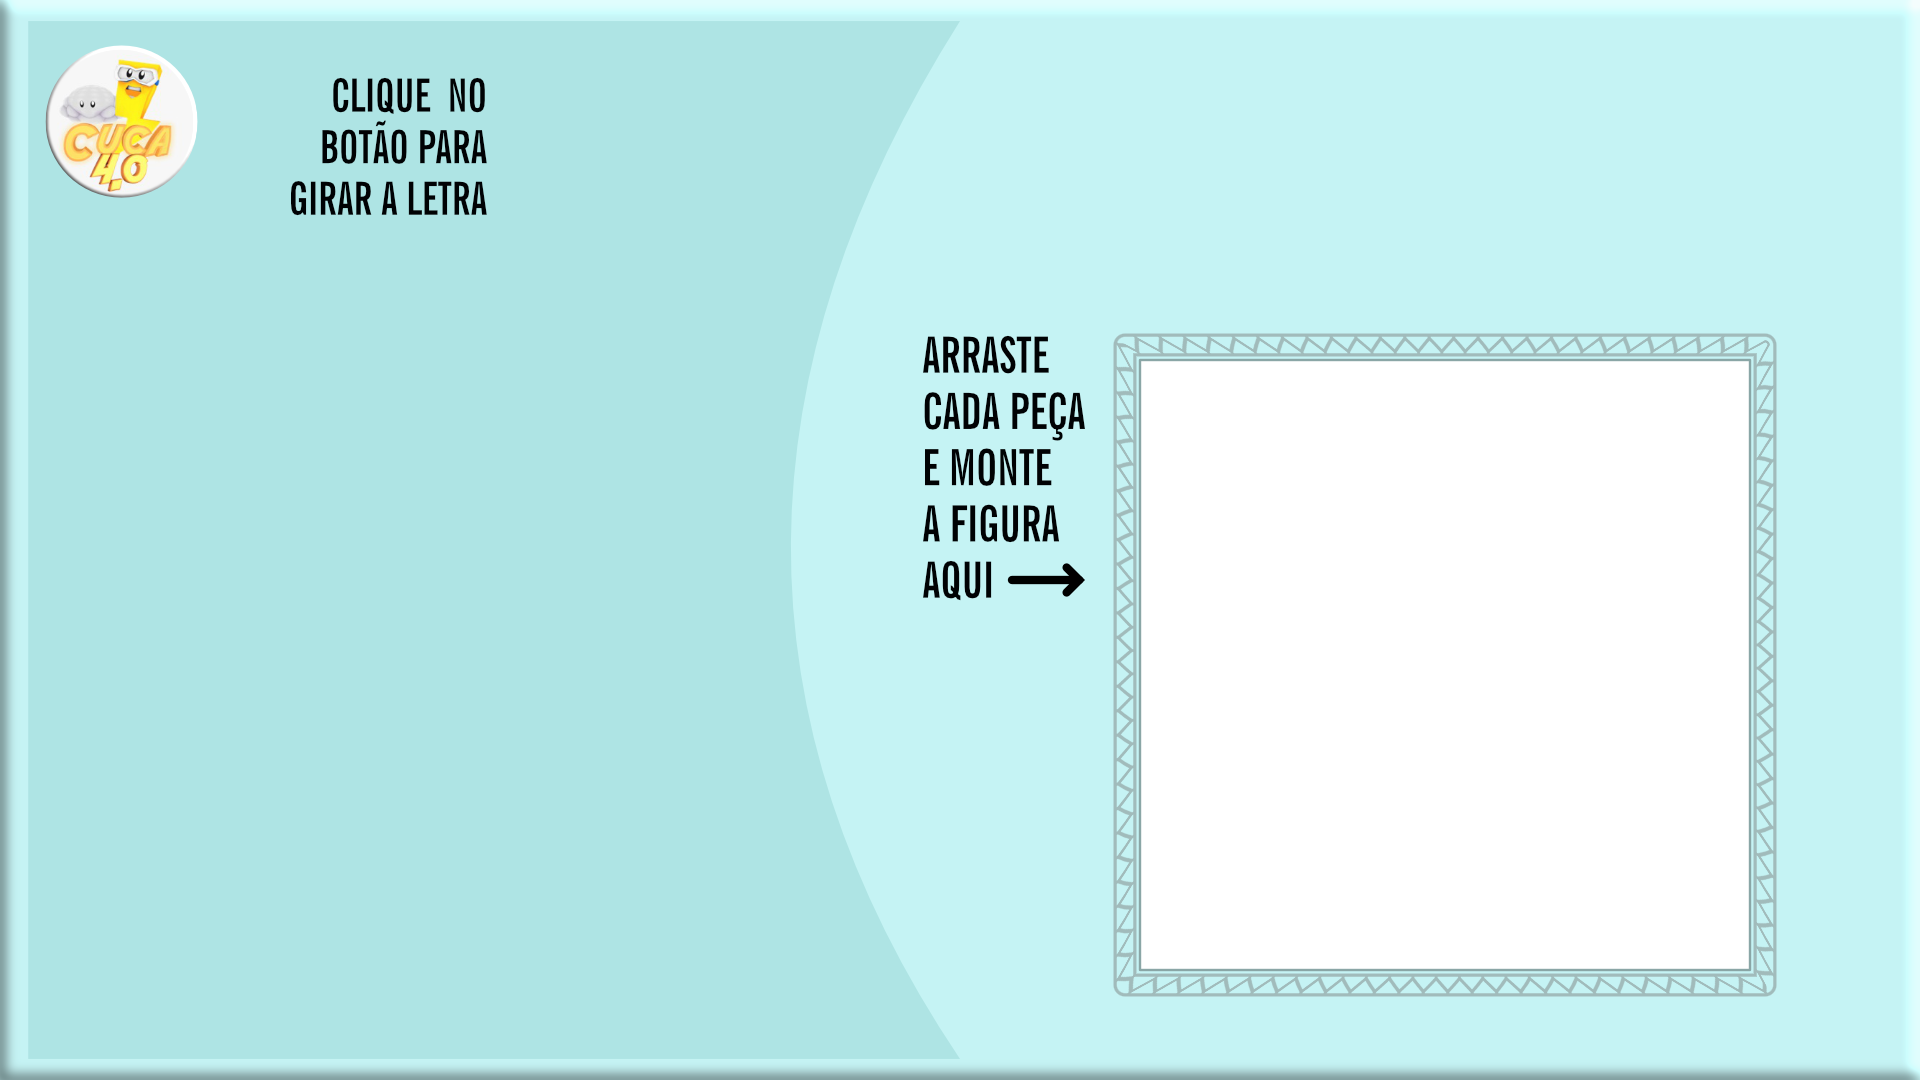 CUCA
4.0
CLIQUE NO
BOTÃO PARA
GIRAR A LETRA
ARRASTE
CADA PEÇA
E MONTE
A FIGURA
AQUI